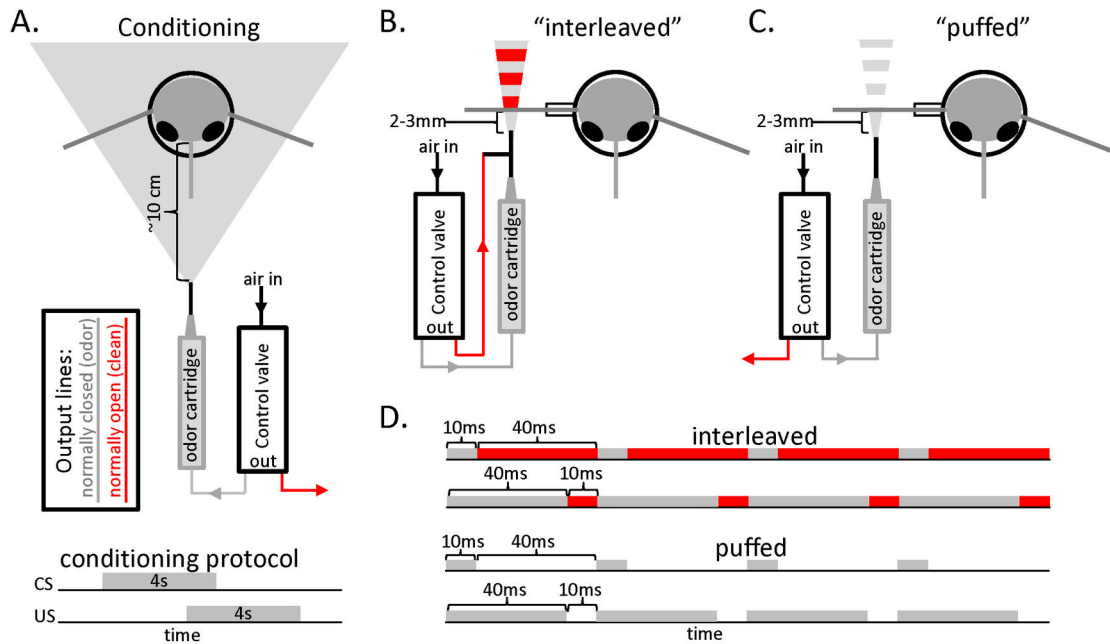 A.
Conditioning
~10 cm
air in
Control valve
out
odor cartridge
Output lines:
normally closed (odor)
normally open (clean)
conditioning protocol
CS
4s
US
4s
time
B.
“interleaved”
2-3mm
air in
Control valve
out
odor cartridge
C.
“puffed”
2-3mm
air in
Control valve
out
odor cartridge
D.
interleaved
10ms 40ms
40ms 10ms
puffed
10ms 40ms
40ms 10ms
time